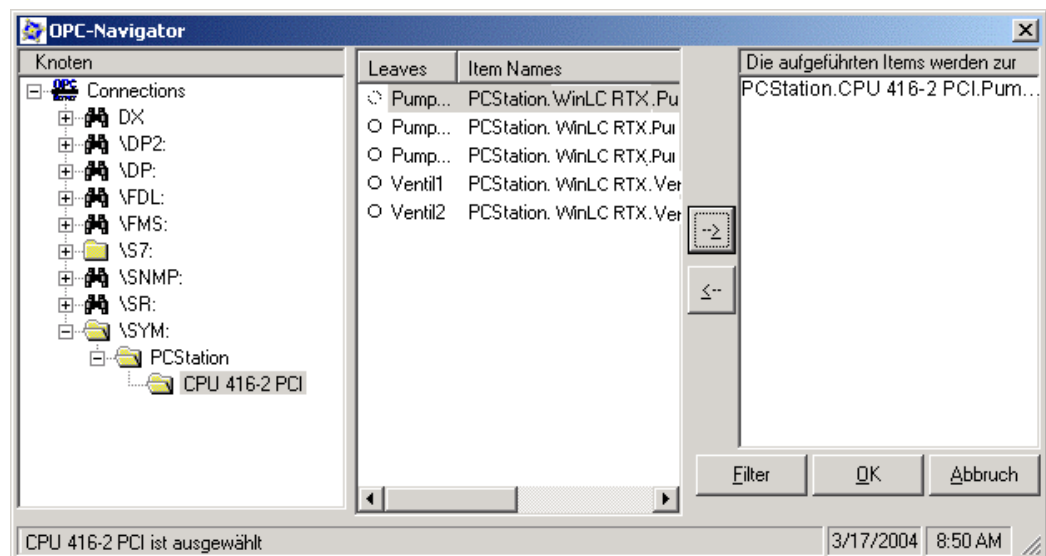 OPC-Navigator
Knoten
Connections
DX
\DP2:
\DP:
\FDL:
\FMS:
\S7:
\SNMP:
\SR:
\SYM:
PCStation
CPU 416-2 PCI
Leaves Item Names
Pump... PCStation. WinLC RTX .Pu
Pump... PCStation. WinLC RTX.Pui
Pump... PCStation. WinLC RTX.Pui
Ventil1 PCStation. WinLC RTX. Ver
Ventil2 PCStation. WinLC RTX. Ver
-->
<--
Die aufgeführten Items werden zur
PCStation.CPU 416-2 PCI.Pum...
Filter OK Abbruch
CPU 416-2 PCI ist ausgewählt 3/17/2004 8:50 AM